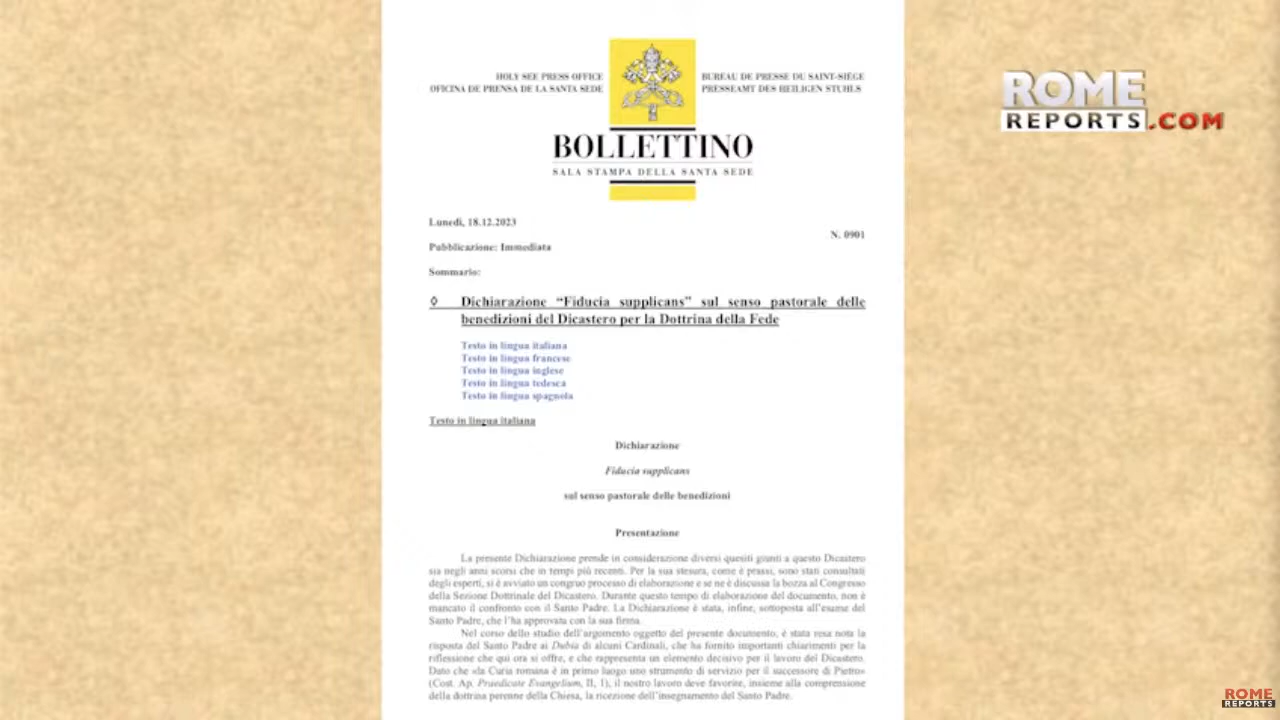 HOLY SEE PRESS OFFICE
OFICINA DE PRENSA DE LA SANTA SEDE
BUREAU DE PRESSE DU SAINT-SIÈGE
PRESSEAMT DES HEILIGEN STUHLS
ROME
REPORTS.COM
BOLLETTINO
SALA STAMPA DELLA SANTA SEDE
Lunedì, 18.12.2023
N. 0901
Pubblicazione: Immediata
Sommario:
◊ Dichiarazione “Fiducia supplicans” sul senso pastorale delle
benedizioni del Dicastero per la Dottrina della Fede
Testo in lingua italiana
Testo in lingua francese
Testo in lingua inglese
Testo in lingua tedesca
Testo in lingua spagnola
Testo in lingua italiana
Dichiarazione
Fiducia supplicans
sul senso pastorale delle benedizioni
Presentazione
La presente Dichiarazione prende in considerazione diversi quesiti giunti a questo Dicastero
sia negli anni scorsi che in tempi più recenti. Per la sua stesura, come è prassi, sono stati consultati
degli esperti, si è avviato un congruo processo di elaborazione e se ne è discussa la bozza al Congresso
della Sezione Dottrinale del Dicastero. Durante questo tempo di elaborazione del documento, non è
mancato il confronto con il Santo Padre. La Dichiarazione è stata, infine, sottoposta all’esame del
Santo Padre, che l’ha approvata con la sua firma.
Nel corso dello studio dell’argomento oggetto del presente documento, è stata resa nota la
risposta del Santo Padre ai Dubia di alcuni Cardinali, che ha fornito importanti chiarimenti per la
riflessione che qui ora si offre, e che rappresenta un elemento decisivo per il lavoro del Dicastero.
Dato che «la Curia romana è in primo luogo uno strumento di servizio per il successore di Pietro»
(Cost. Ap. Praedicate Evangelium, II, 1), il nostro lavoro deve favorire, insieme alla comprensione
della dottrina perenne della Chiesa, la ricezione dell’insegnamento del Santo Padre.
ROME
REPORTS